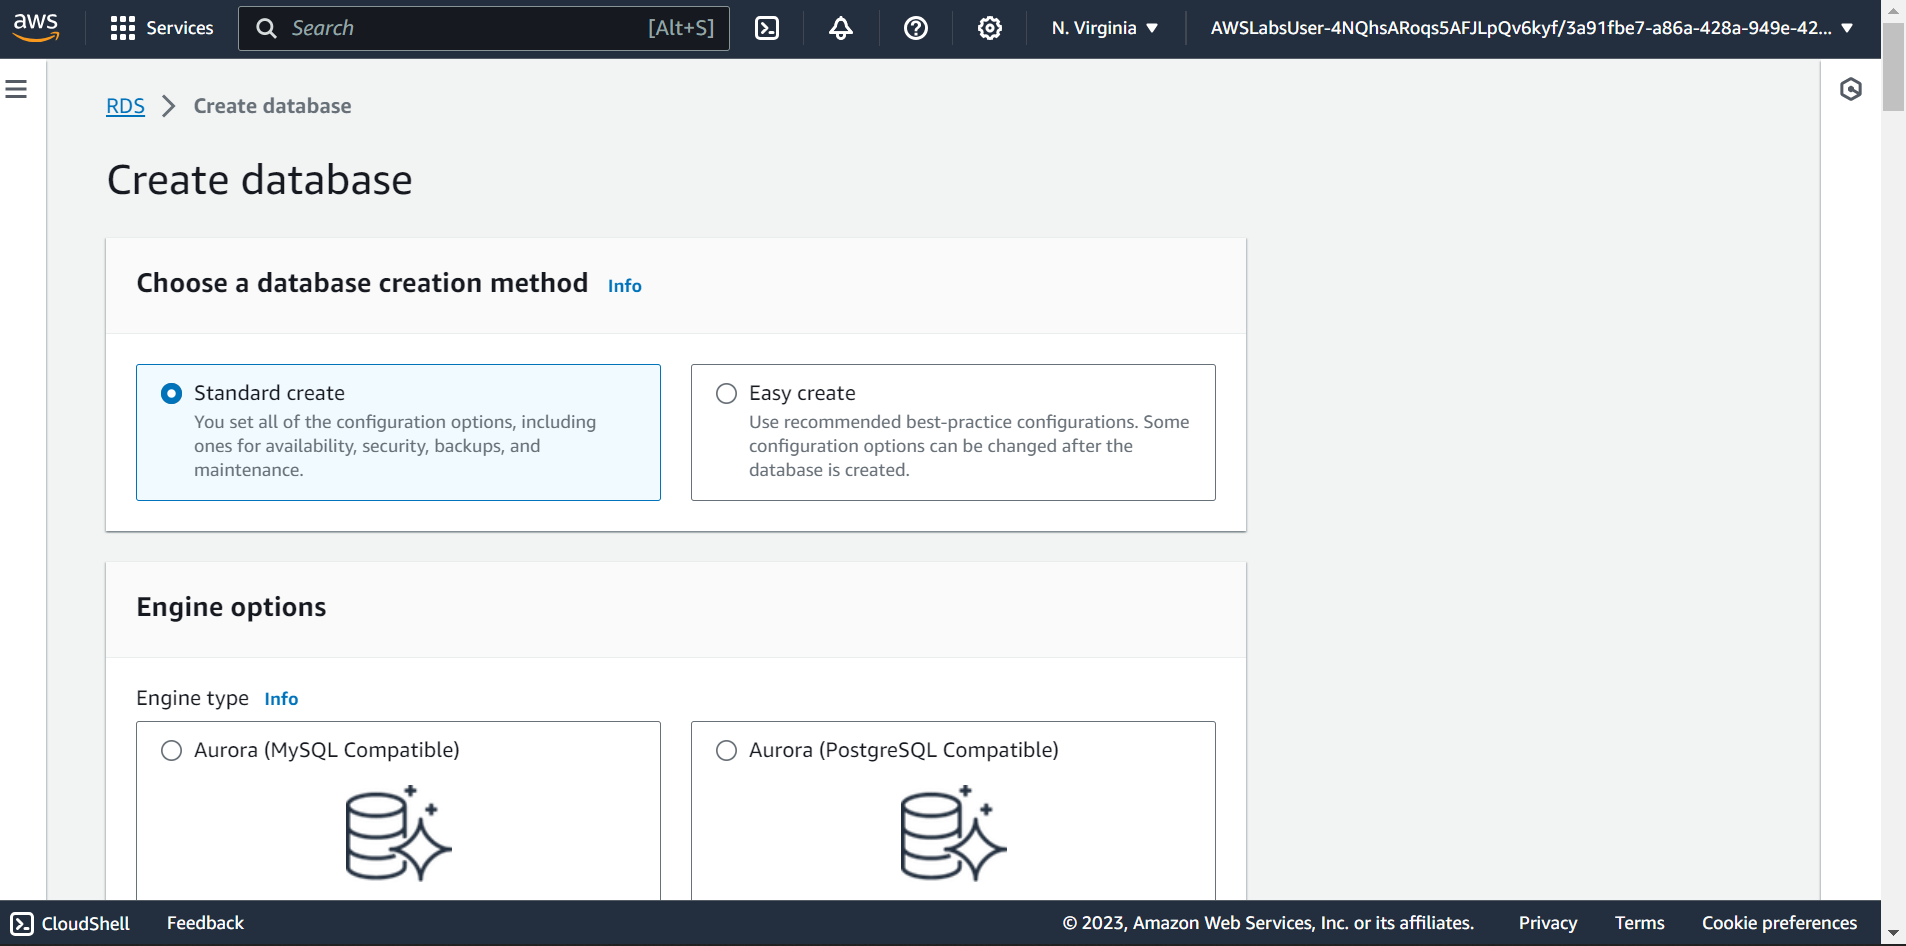 aws
Services
Search
[Alt+S]
N. Virginia
AWSLabsUser-4NQhsARoqs5AFJLpQv6kyf/3a91fbe7-a86a-428a-949e-42...
RDS
Create database
Create database
Choose a database creation method
Info
Standard create
You set all of the configuration options, including
ones for availability, security, backups, and
maintenance.
Easy create
Use recommended best-practice configurations. Some
configuration options can be changed after the
database is created.
Engine options
Engine type
Info
Aurora (MySQL Compatible)
Aurora (PostgreSQL Compatible)
CloudShell
Feedback
© 2023, Amazon Web Services, Inc. or its affiliates.
Privacy
Terms
Cookie preferences